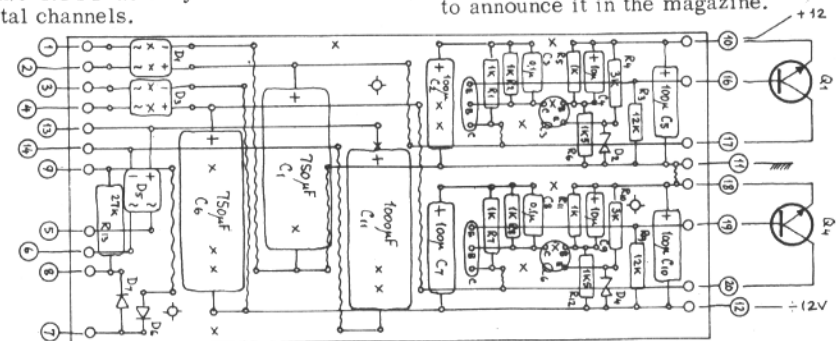 tal channels.
to announce it in the magazine.
+12
1
2
3
4
13
14
9
5
6
8
7
~ × -
~ × +
D1
~ × -
~ × +
D3
D5
27K
R13
D7
D6
750µF
C6
750µF
C1
1000µF
C11
+
100µ
C2
E
B
C
1K
R1
1K
R2
0.1µ
C3
R5
1K
+
10µ
C4
R4
3K
R3
12K
1K5
R6
D2
+
100µ C5
10
16
17
11
Q1
+
100µ
C7
E
B
C
1K
R7
1K
R8
0.1µ
C8
R11
1K
+
10µ
C9
R10
3K
R9
12K
1K5
R12
D4
+
100µ C10
18
19
20
12
Q4
÷12V